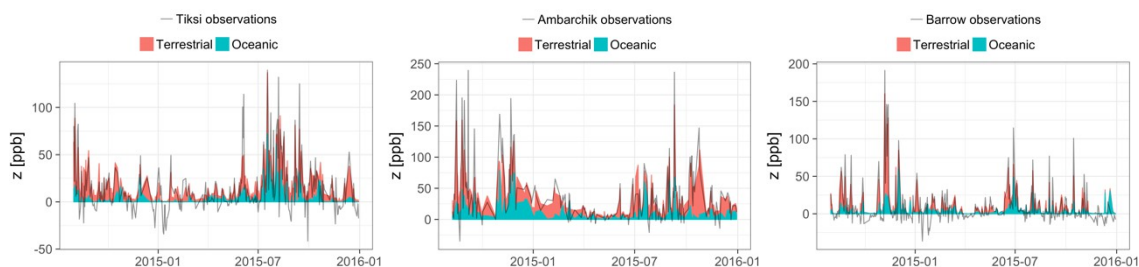 Tiksi observations
Terrestrial Oceanic
z [ppb]
100
50
0
-50
2015-01 2015-07 2016-01
Ambarchik observations
Terrestrial Oceanic
z [ppb]
250
200
150
100
50
0
2015-01 2015-07 2016-01
Barrow observations
Terrestrial Oceanic
z [ppb]
200
150
100
50
0
2015-01 2015-07 2016-01